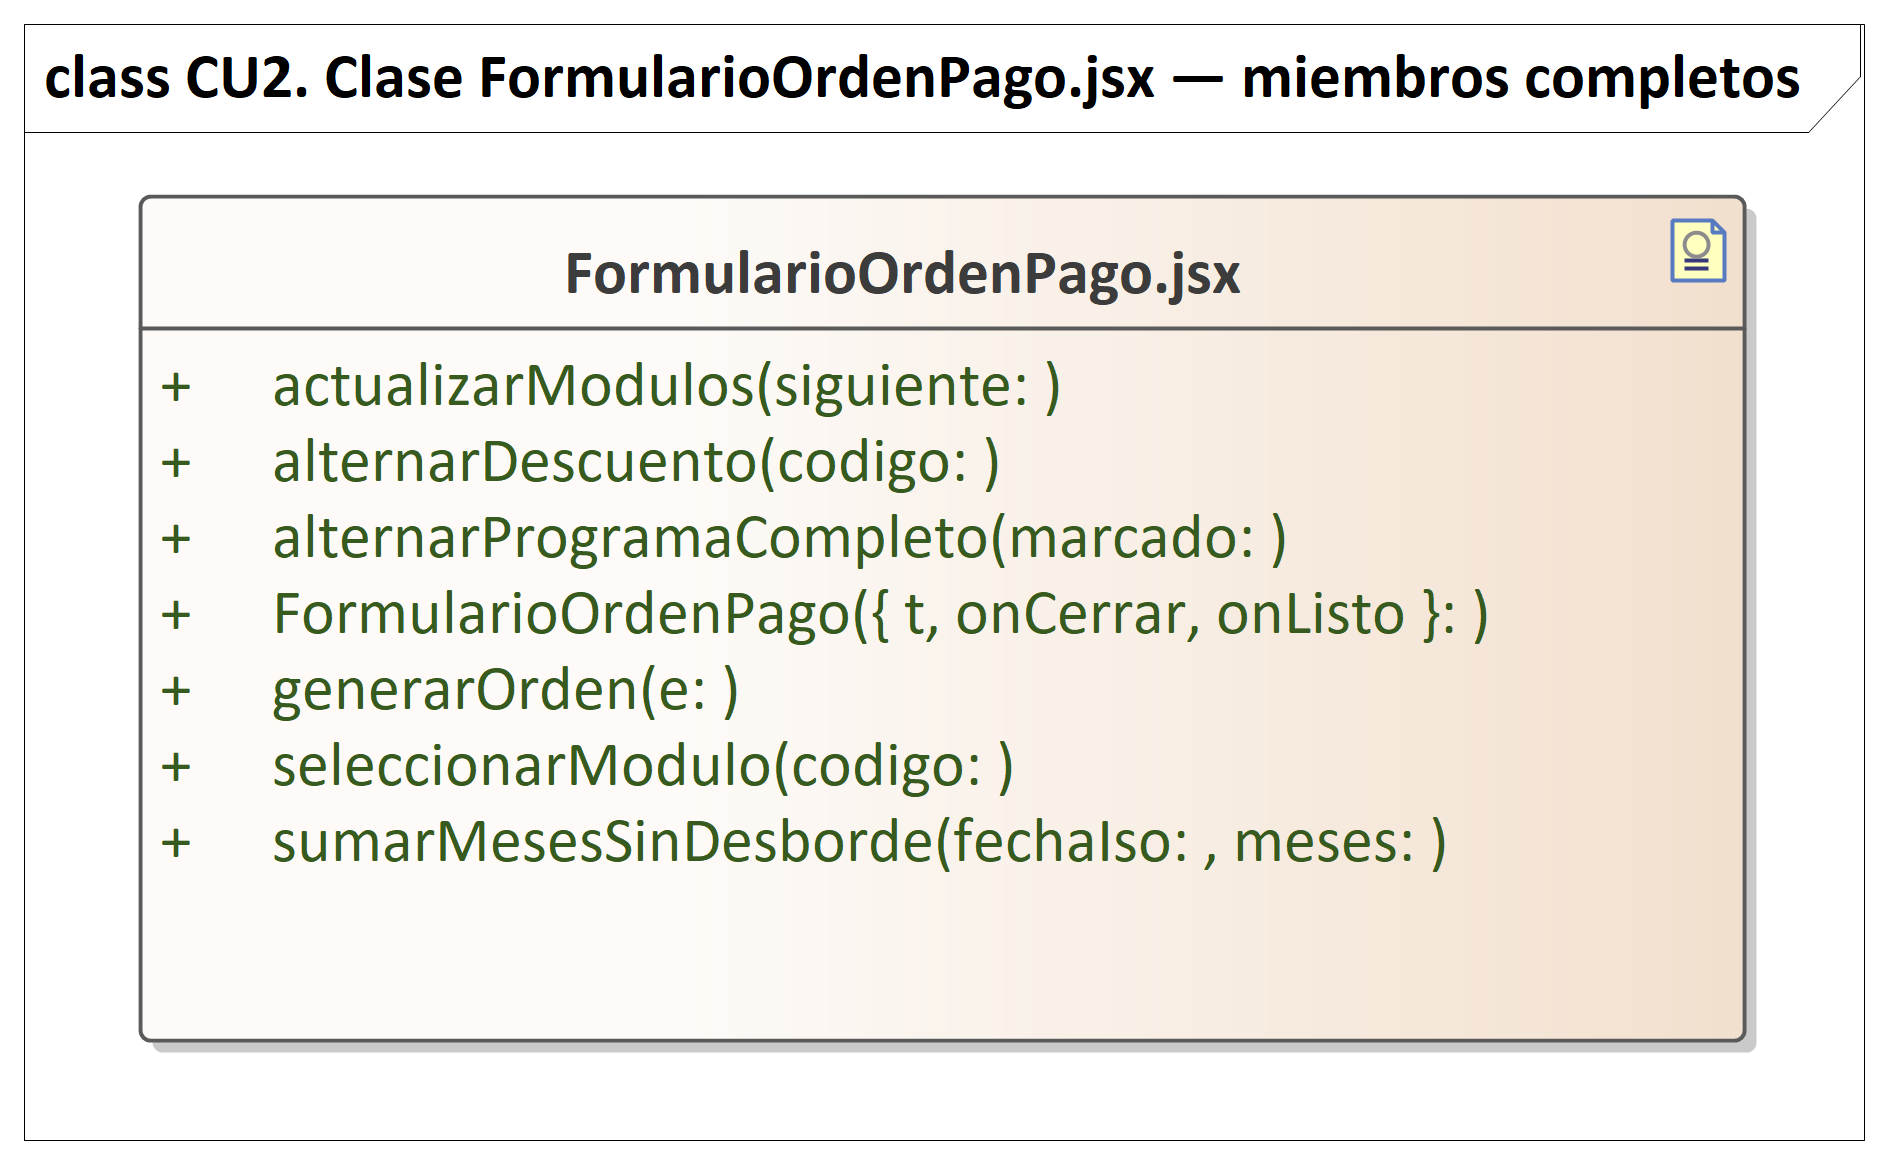 class CU2. Clase FormularioOrdenPago.jsx — miembros completos
FormularioOrdenPago.jsx
+ actualizarModulos(siguiente: )
+ alternarDescuento(codigo: )
+ alternarProgramaCompleto(marcado: )
+ FormularioOrdenPago({ t, onCerrar, onListo }: )
+ generarOrden(e: )
+ seleccionarModulo(codigo: )
+ sumarMesesSinDesborde(fechaIso: , meses: )